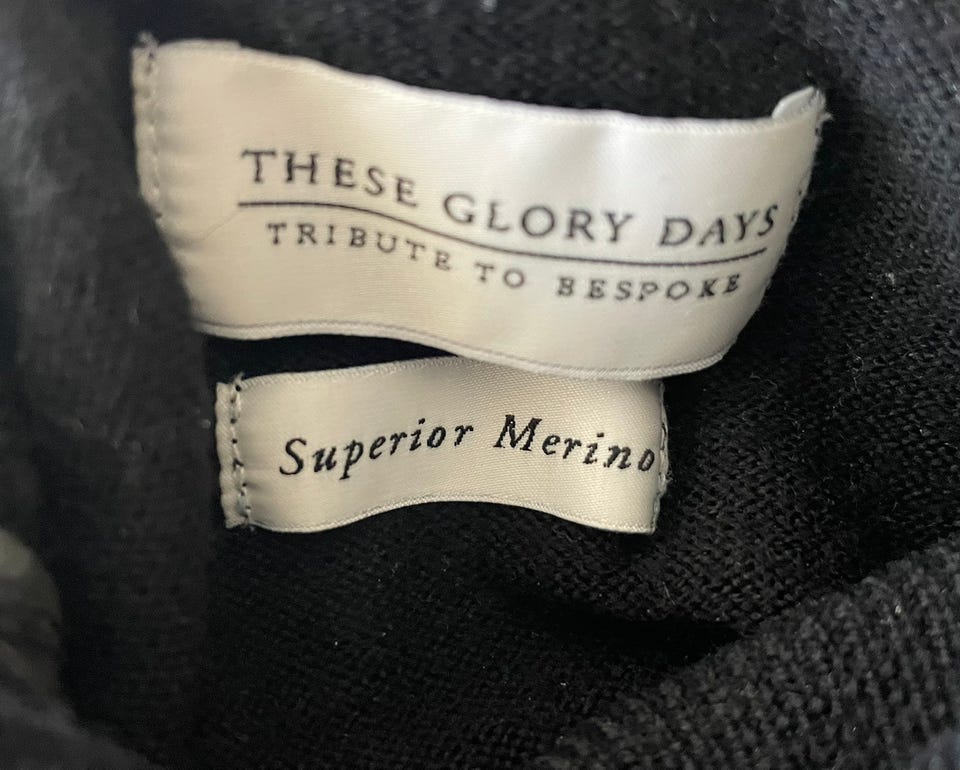 THESE GLORY DAYS
TRIBUTE TO BESPOKE
Superior Merino